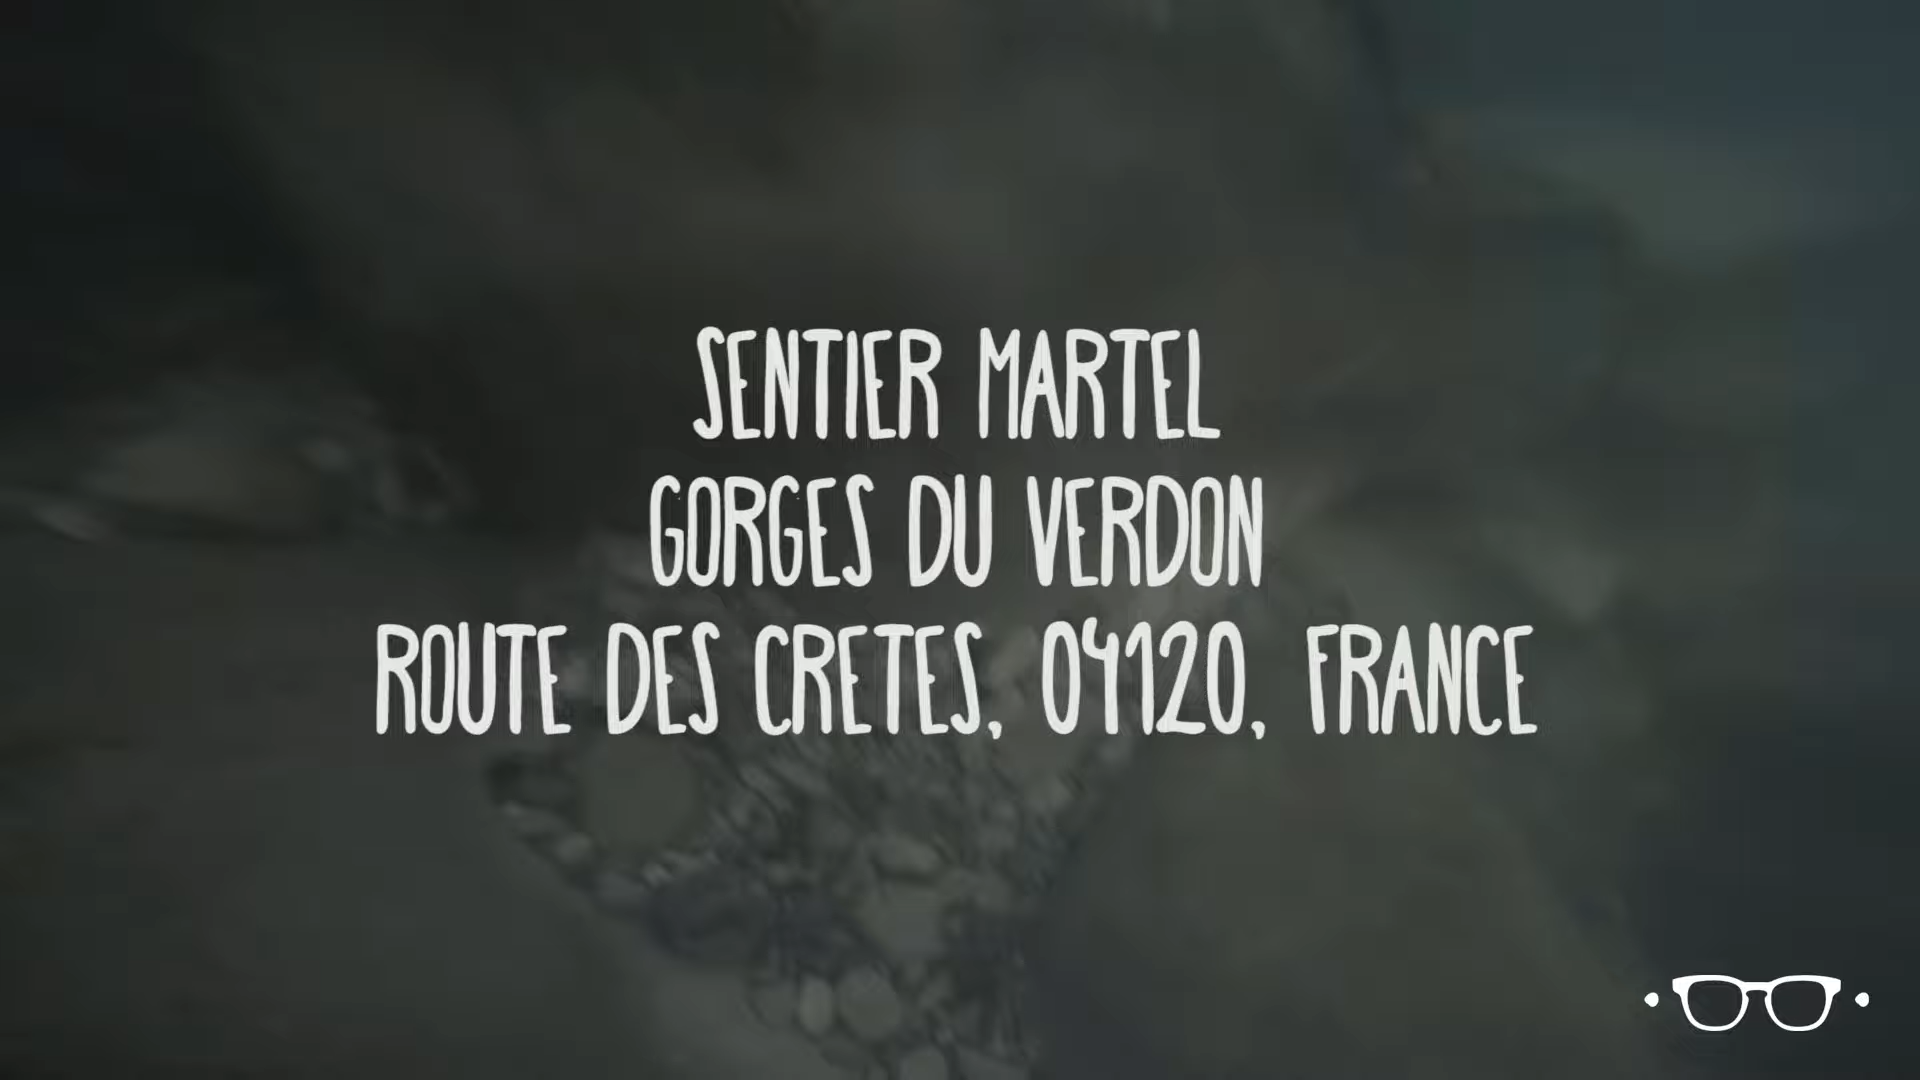 SENTIER MARTEL
GORGES DU VERDON
ROUTE DES CRETES, 04120, FRANCE